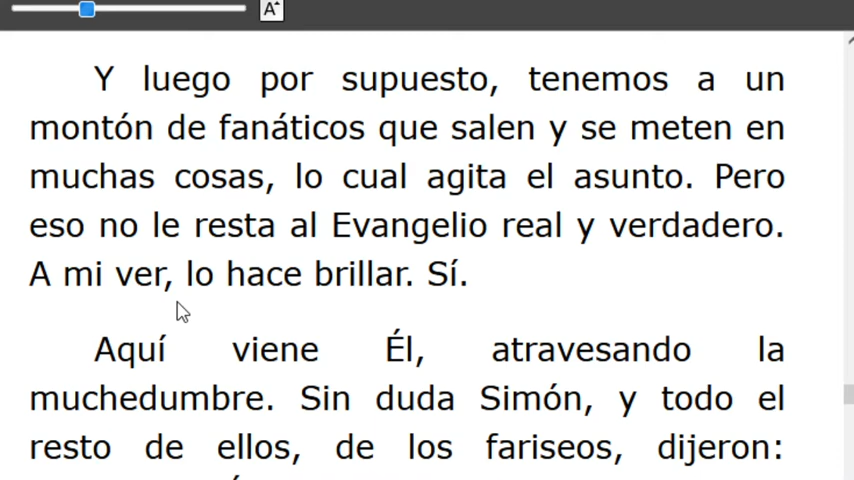 A
Y luego por supuesto, tenemos a un
montón de fanáticos que salen y se meten en
muchas cosas, lo cual agita el asunto. Pero
eso no le resta al Evangelio real y verdadero.
A mi ver, lo hace brillar. Sí.
Aquí viene Él, atravesando la
muchedumbre. Sin duda Simón, y todo el
resto de ellos, de los fariseos, dijeron: